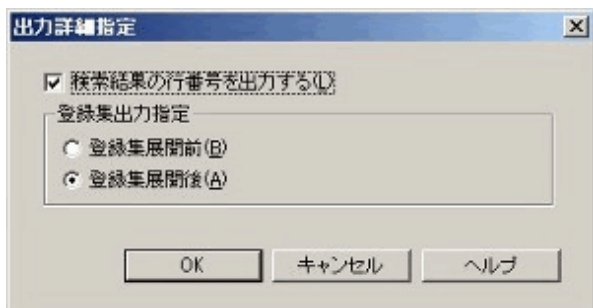 出力詳細指定
検索結果の行番号を出力する(L)
登録集出力指定
登録集展開前(B)
登録集展開後(A)
OK キャンセル ヘルプ